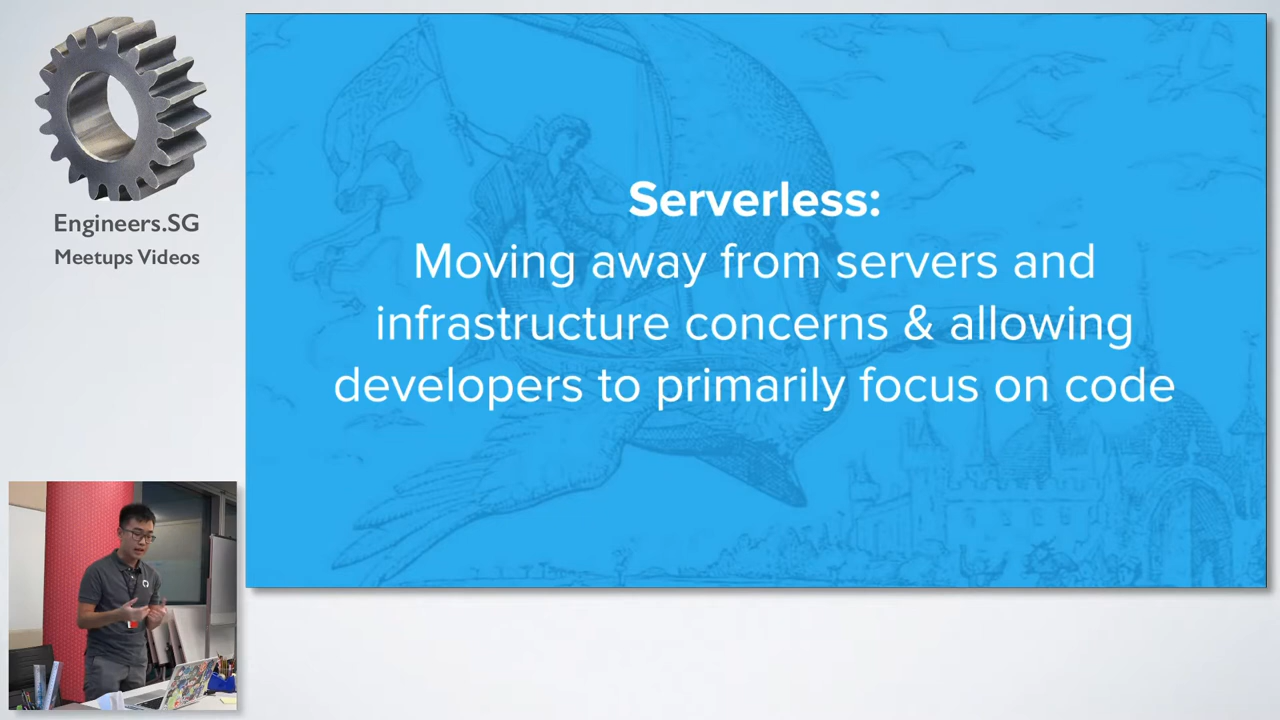 Engineers.SG
Meetups Videos
Serverless:
Moving away from servers and
infrastructure concerns & allowing
developers to primarily focus on code